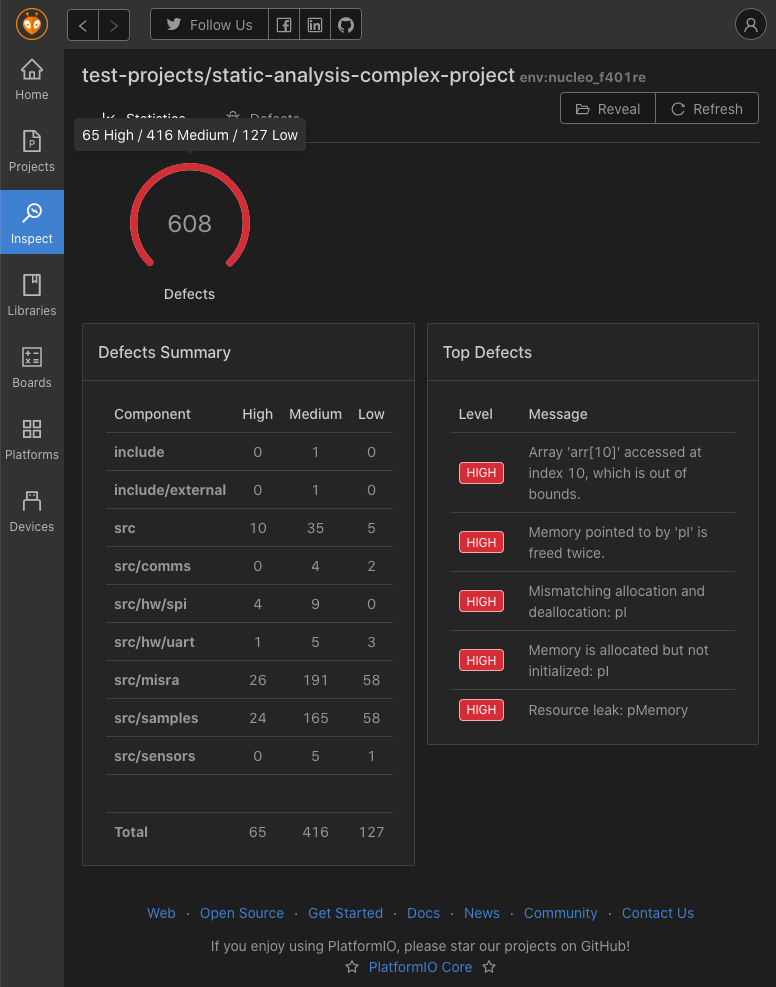 Follow Us
test-projects/static-analysis-complex-project env:nucleo_f401re
Home
Projects
Inspect
Libraries
Boards
Platforms
Devices
Statistics Defects
Reveal Refresh
65 High / 416 Medium / 127 Low
608
Defects
Defects Summary
Component High Medium Low
include 0 1 0
include/external 0 1 0
src 10 35 5
src/comms 0 4 2
src/hw/spi 4 9 0
src/hw/uart 1 5 3
src/misra 26 191 58
src/samples 24 165 58
src/sensors 0 5 1
Total 65 416 127
Top Defects
Level Message
HIGH
Array 'arr[10]' accessed at
index 10, which is out of
bounds.
HIGH
Memory pointed to by 'pI' is
freed twice.
HIGH
Mismatching allocation and
deallocation: pI
HIGH
Memory is allocated but not
initialized: pI
HIGH Resource leak: pMemory
Web · Open Source · Get Started · Docs · News · Community · Contact Us
If you enjoy using PlatformIO, please star our projects on GitHub!
PlatformIO Core